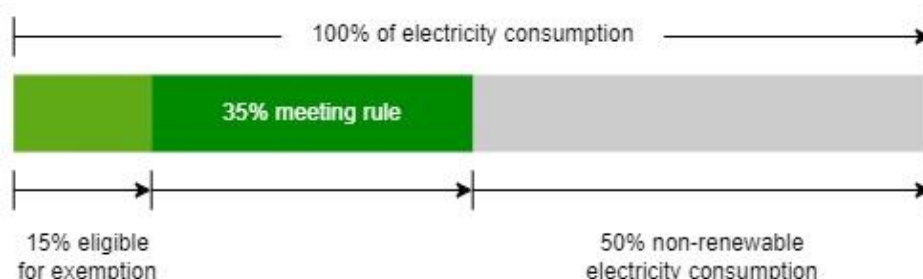 100% of electricity consumption
35% meeting rule
15% eligible
for exemption
50% non-renewable
electricity consumption